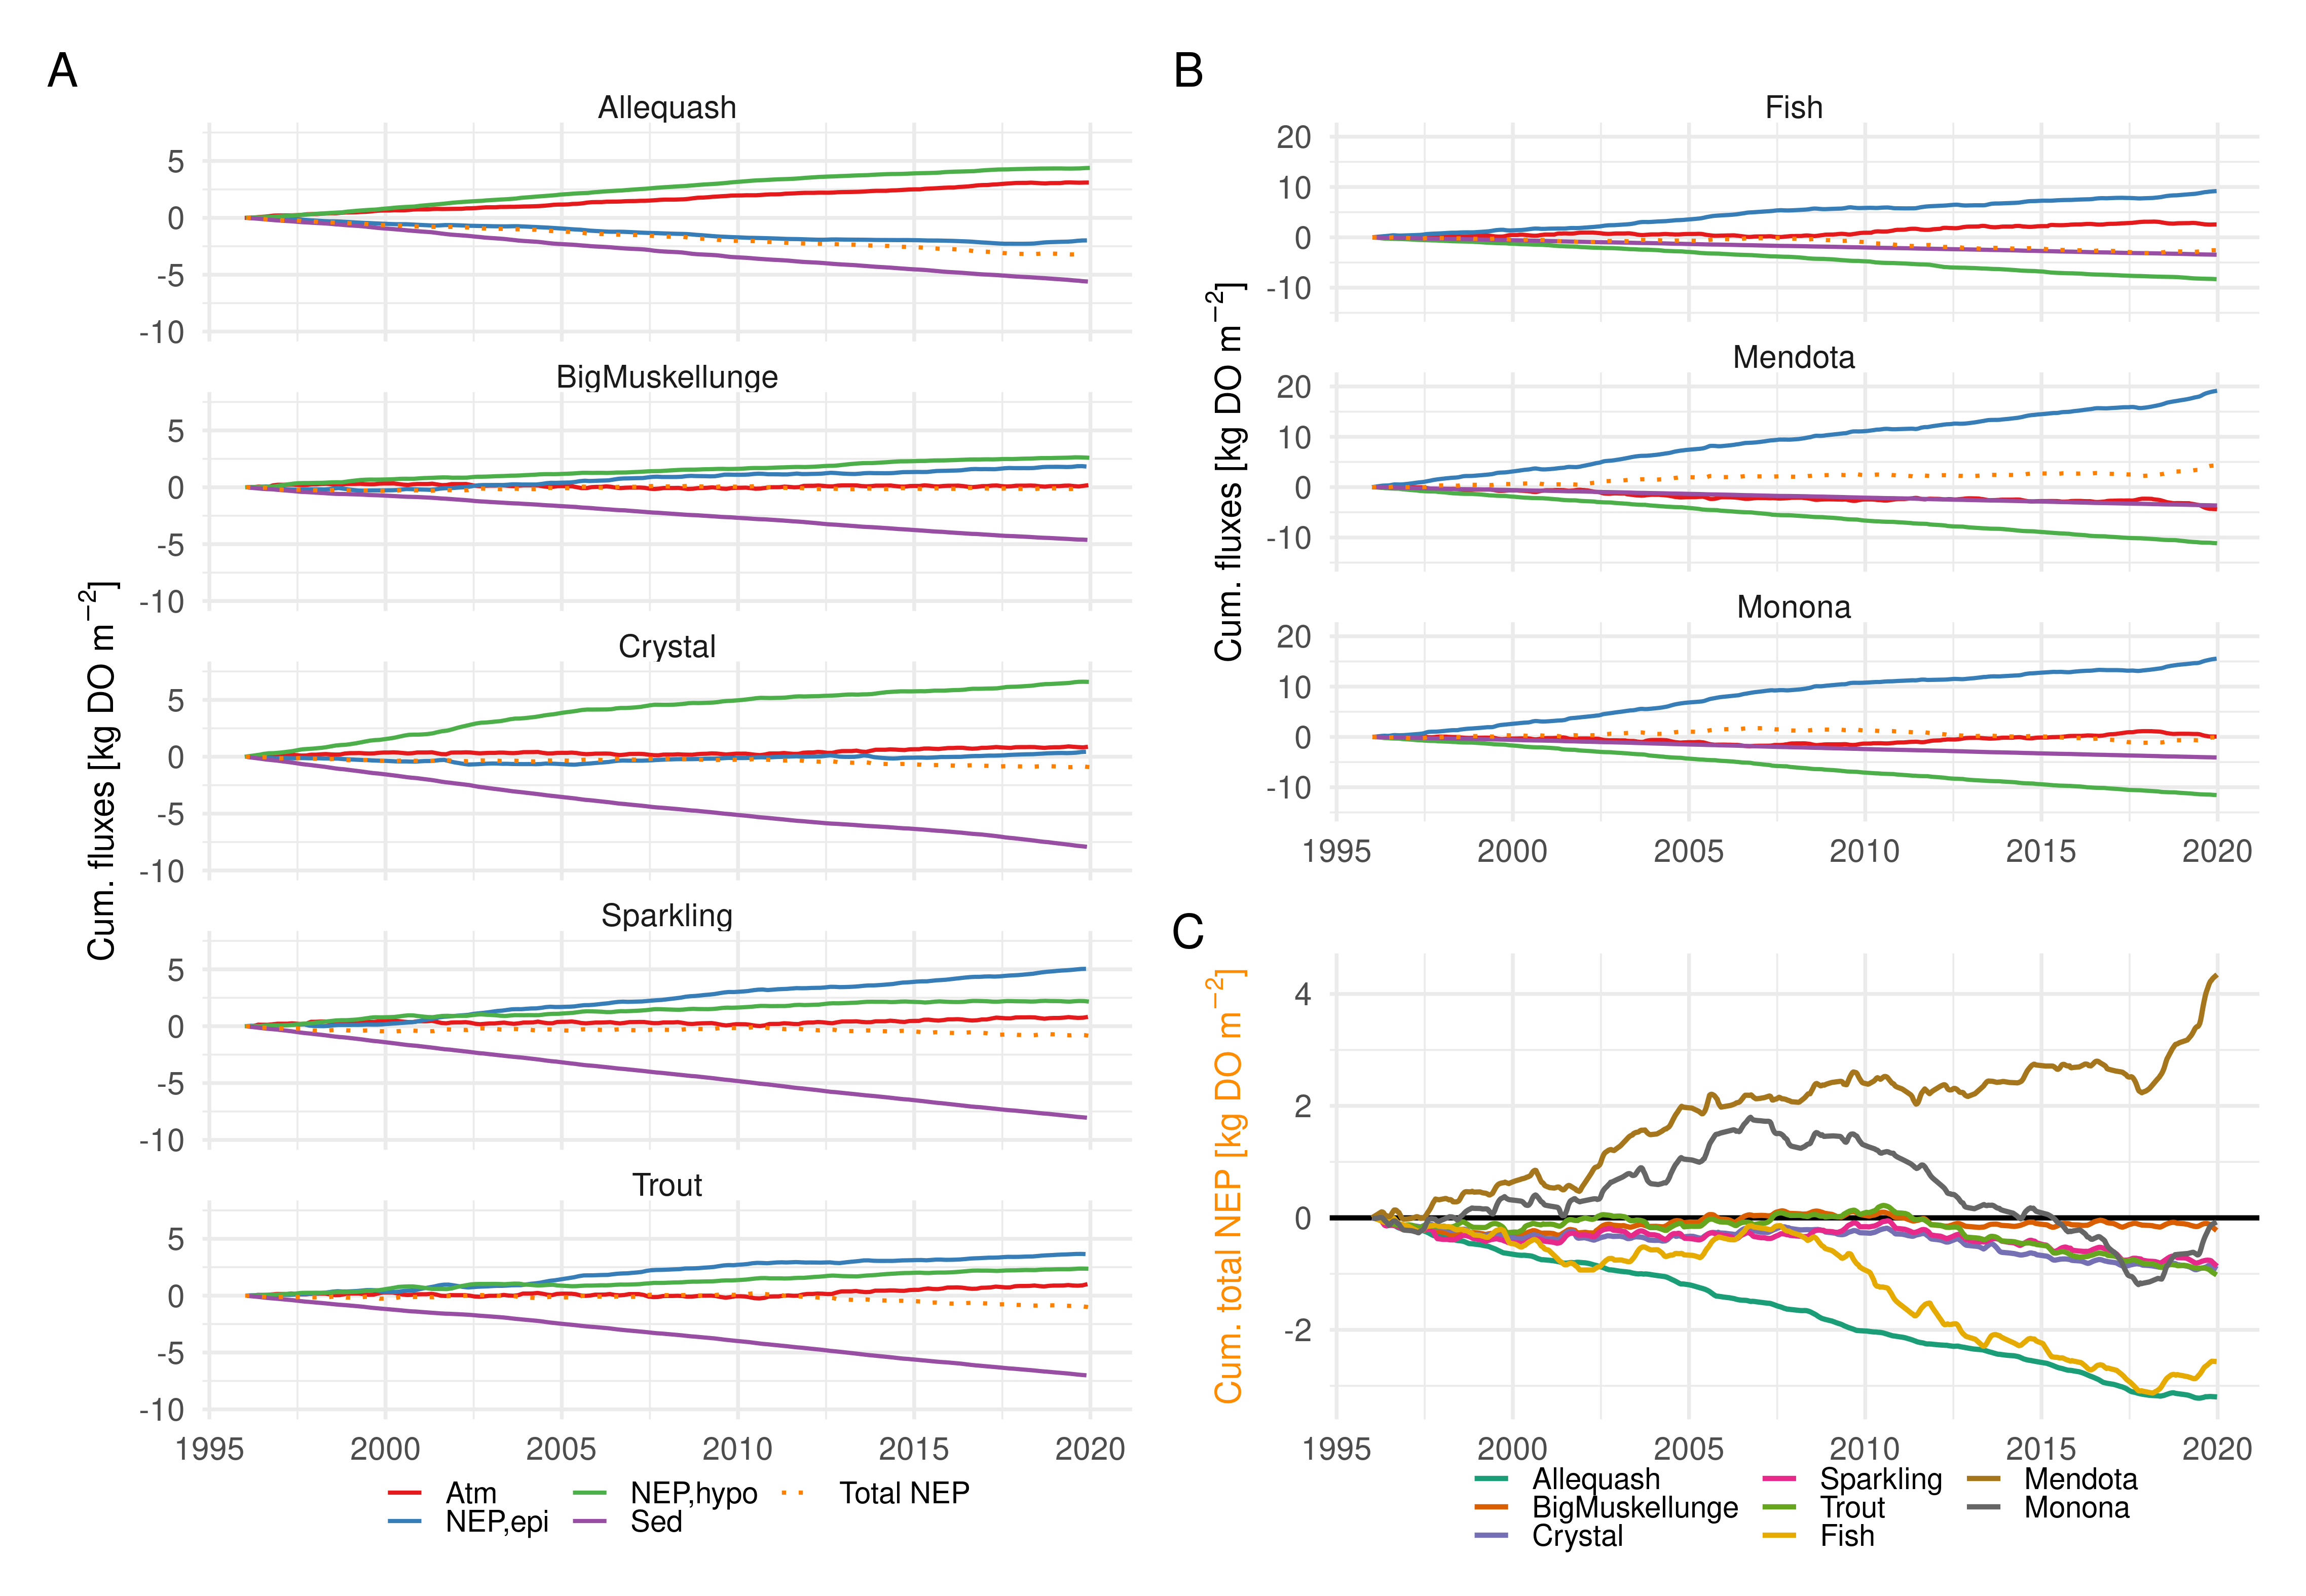 A
Allequash
5
0
-5
-10
BigMuskellunge
5
0
-5
-10
Crystal
5
0
-5
-10
Sparkling
5
0
-5
-10
Trout
5
0
-5
-10
1995 2000 2005 2010 2015 2020
Cum. fluxes [kg DO m−2]
Atm NEP,hypo Total NEP
NEP,epi Sed
B
Fish
20
10
0
-10
Mendota
20
10
0
-10
Monona
20
10
0
-10
1995 2000 2005 2010 2015 2020
Cum. fluxes [kg DO m−2]
C
4
2
0
-2
1995 2000 2005 2010 2015 2020
Cum. total NEP [kg DO m−2]
Allequash Sparkling Mendota
BigMuskellunge Trout Monona
Crystal Fish